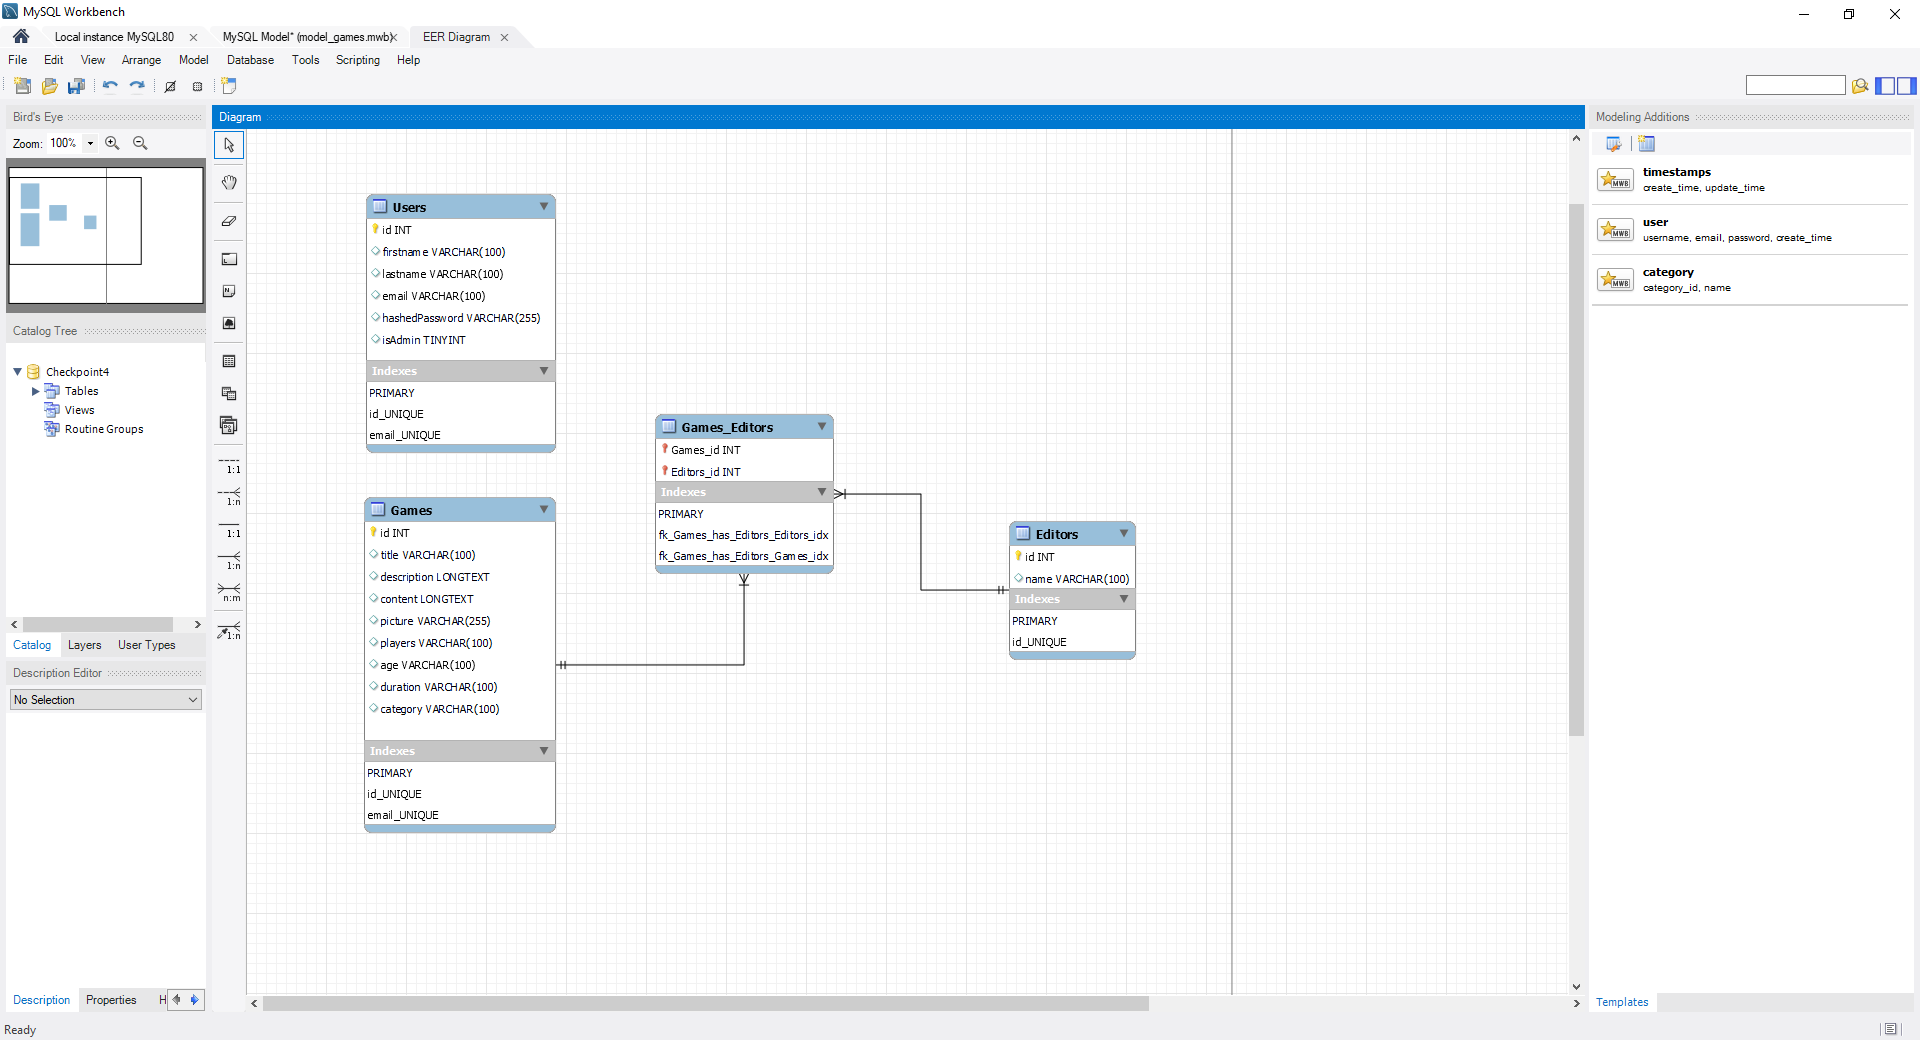 MySQL Workbench
Local instance MySQL80
MySQL Model* (model_games.mwb)
EER Diagram
File Edit View Arrange Model Database Tools Scripting Help
Bird's Eye
Zoom: 100%
Catalog Tree
Checkpoint4
Tables
Views
Routine Groups
Catalog Layers User Types
Description Editor
No Selection
Description Properties H
Ready
Diagram
1:1
1:n
1:1
1:n
n:m
1:n
Users
id INT
firstname VARCHAR(100)
lastname VARCHAR(100)
email VARCHAR(100)
hashedPassword VARCHAR(255)
isAdmin TINYINT
Indexes
PRIMARY
id_UNIQUE
email_UNIQUE
Games
id INT
title VARCHAR(100)
description LONGTEXT
content LONGTEXT
picture VARCHAR(255)
players VARCHAR(100)
age VARCHAR(100)
duration VARCHAR(100)
category VARCHAR(100)
Indexes
PRIMARY
id_UNIQUE
email_UNIQUE
Games_Editors
Games_id INT
Editors_id INT
Indexes
PRIMARY
fk_Games_has_Editors_Editors_idx
fk_Games_has_Editors_Games_idx
Editors
id INT
name VARCHAR(100)
Indexes
PRIMARY
id_UNIQUE
Modeling Additions
MWB
timestamps
create_time, update_time
MWB
user
username, email, password, create_time
MWB
category
category_id, name
Templates